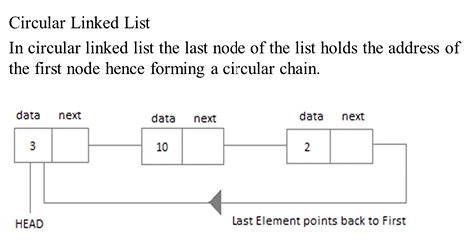 Circular Linked List
In circular linked list the last node of the list holds the address of
the first node hence forming a circular chain.
data next data next data next
3 10 2
HEAD Last Element points back to First